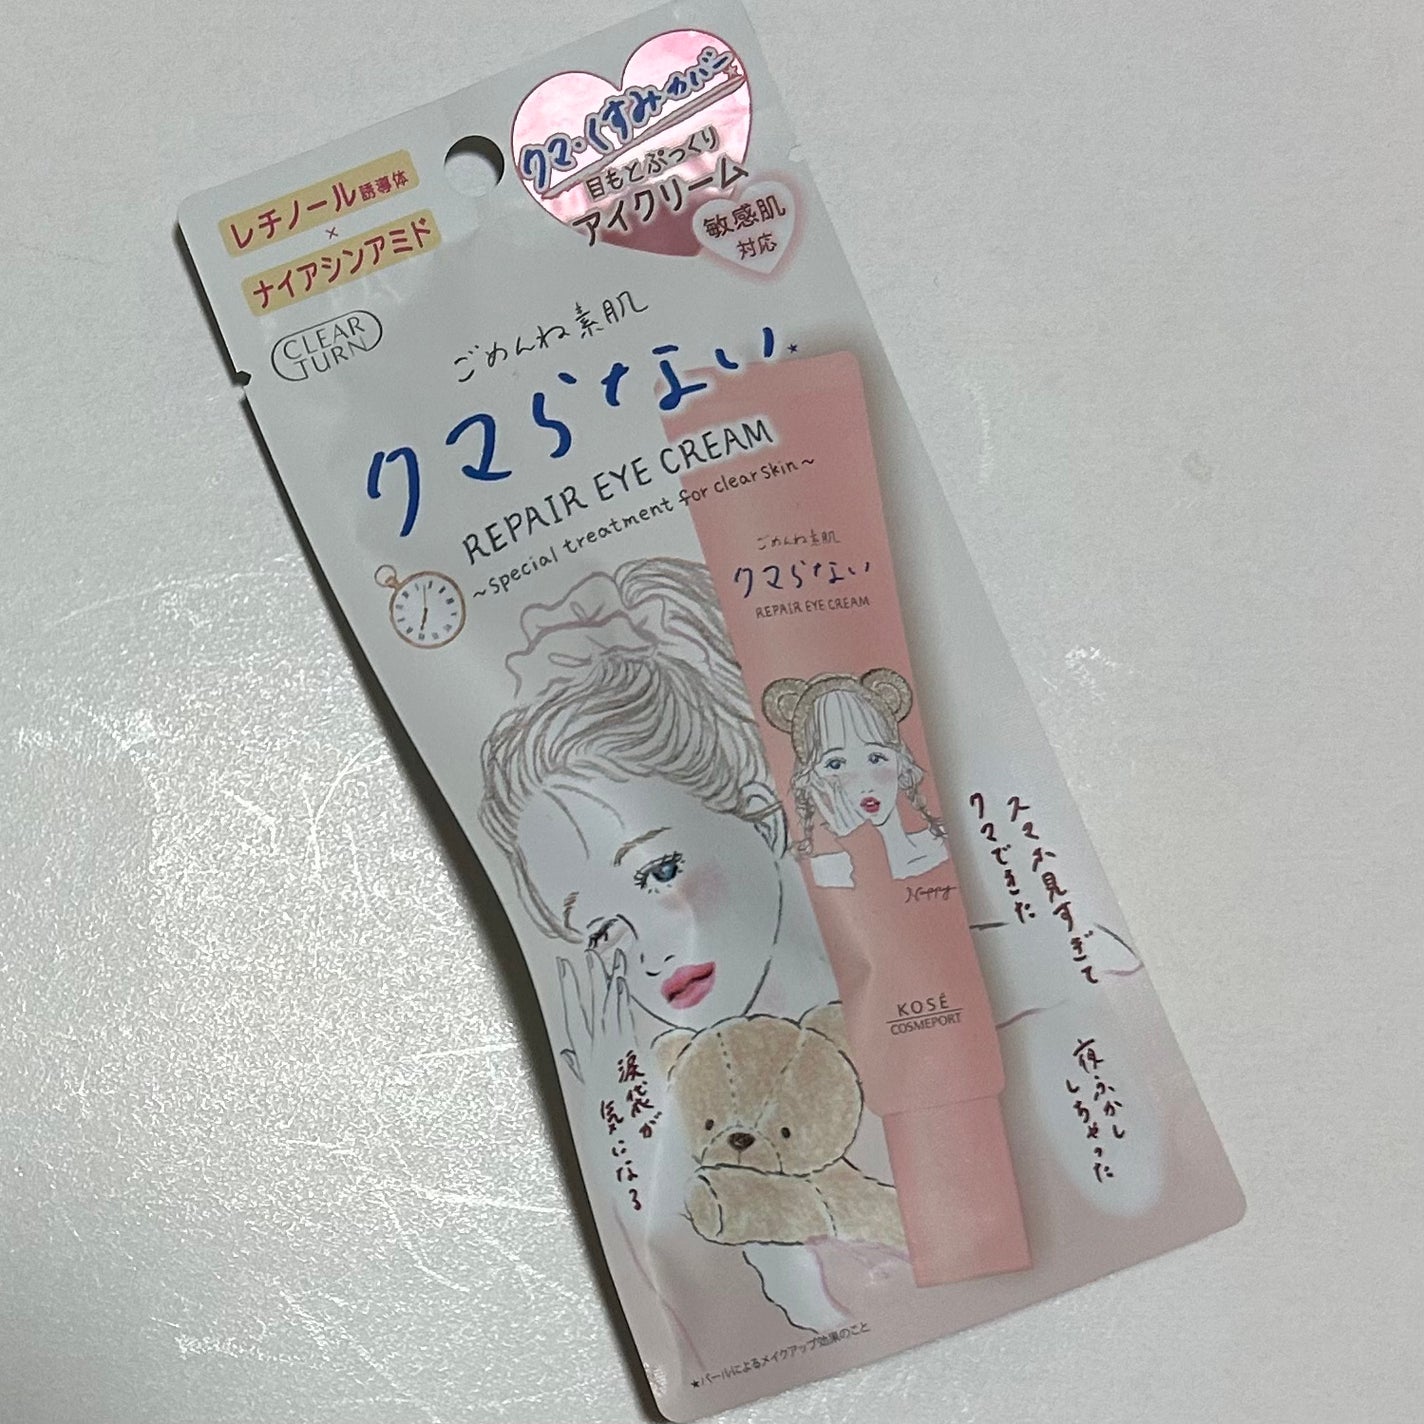 クマ・くすみカバー★
目もとぷっくり
アイクリーム
敏感肌
対応
レチノール誘導体
×
ナイアシンアミド
CLEAR
TURN
ごめんね素肌
クマらない★
REPAIR EYE CREAM
~special treatment for clear skin~
ごめんね素肌
クマらない
REPAIR EYE CREAM
Happy
KOSÉ
COSMEPORT
スマホ見すぎて
クマできた
夜ふかし
しちゃった
涙袋が
気になる
★パールによるメイクアップ効果のこと